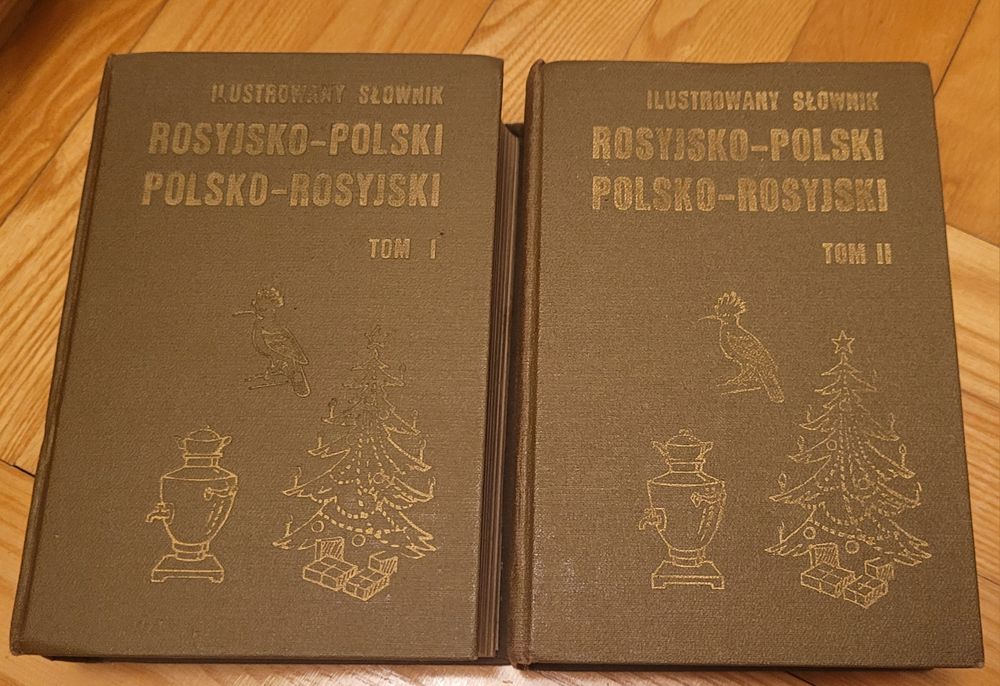 ILUSTROWANY SŁOWNIK
ROSYJSKO-POLSKI
POLSKO-ROSYJSKI
TOM I
ILUSTROWANY SŁOWNIK
ROSYJSKO-POLSKI
POLSKO-ROSYJSKI
TOM II